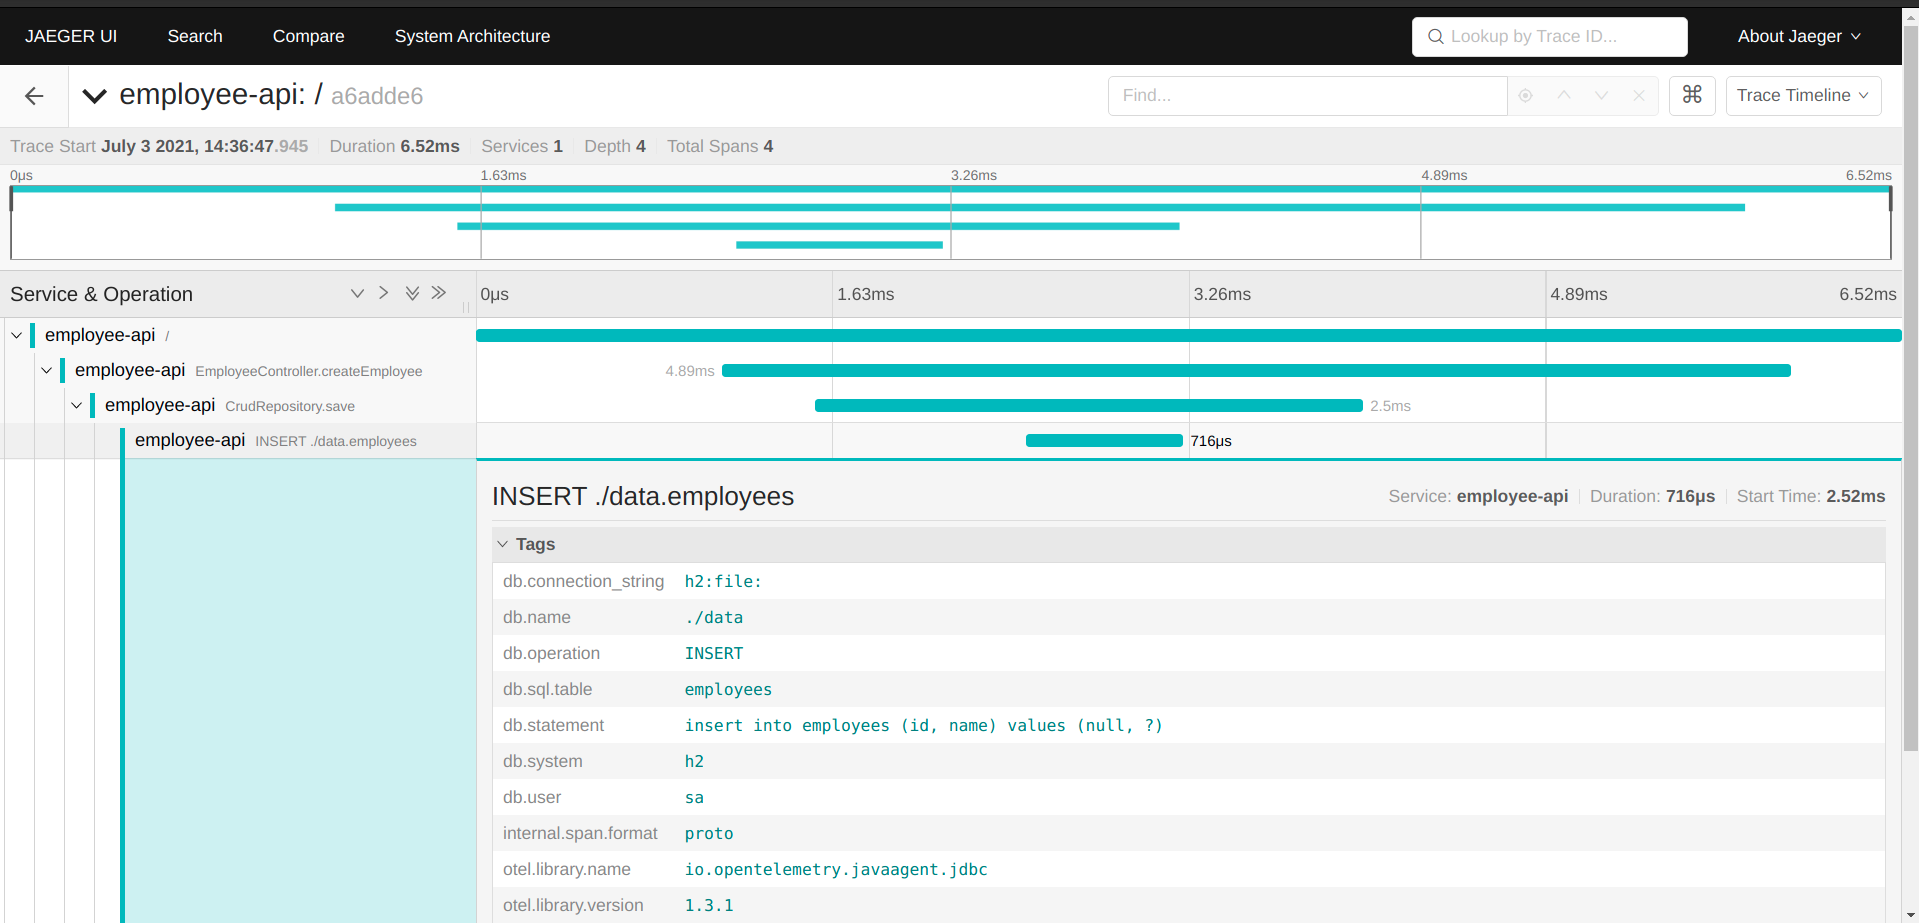 JAEGER UI Search Compare System Architecture Lookup by Trace ID... About Jaeger
employee-api: / a6adde6 Find... ⌘ Trace Timeline
Trace Start July 3 2021, 14:36:47.945 Duration 6.52ms Services 1 Depth 4 Total Spans 4
0μs 1.63ms 3.26ms 4.89ms 6.52ms
Service & Operation 0μs 1.63ms 3.26ms 4.89ms 6.52ms
employee-api /
employee-api EmployeeController.createEmployee 4.89ms
employee-api CrudRepository.save 2.5ms
employee-api INSERT ./data.employees 716μs
INSERT ./data.employees Service: employee-api Duration: 716μs Start Time: 2.52ms
Tags
db.connection_string h2:file:
db.name ./data
db.operation INSERT
db.sql.table employees
db.statement insert into employees (id, name) values (null, ?)
db.system h2
db.user sa
internal.span.format proto
otel.library.name io.opentelemetry.javaagent.jdbc
otel.library.version 1.3.1